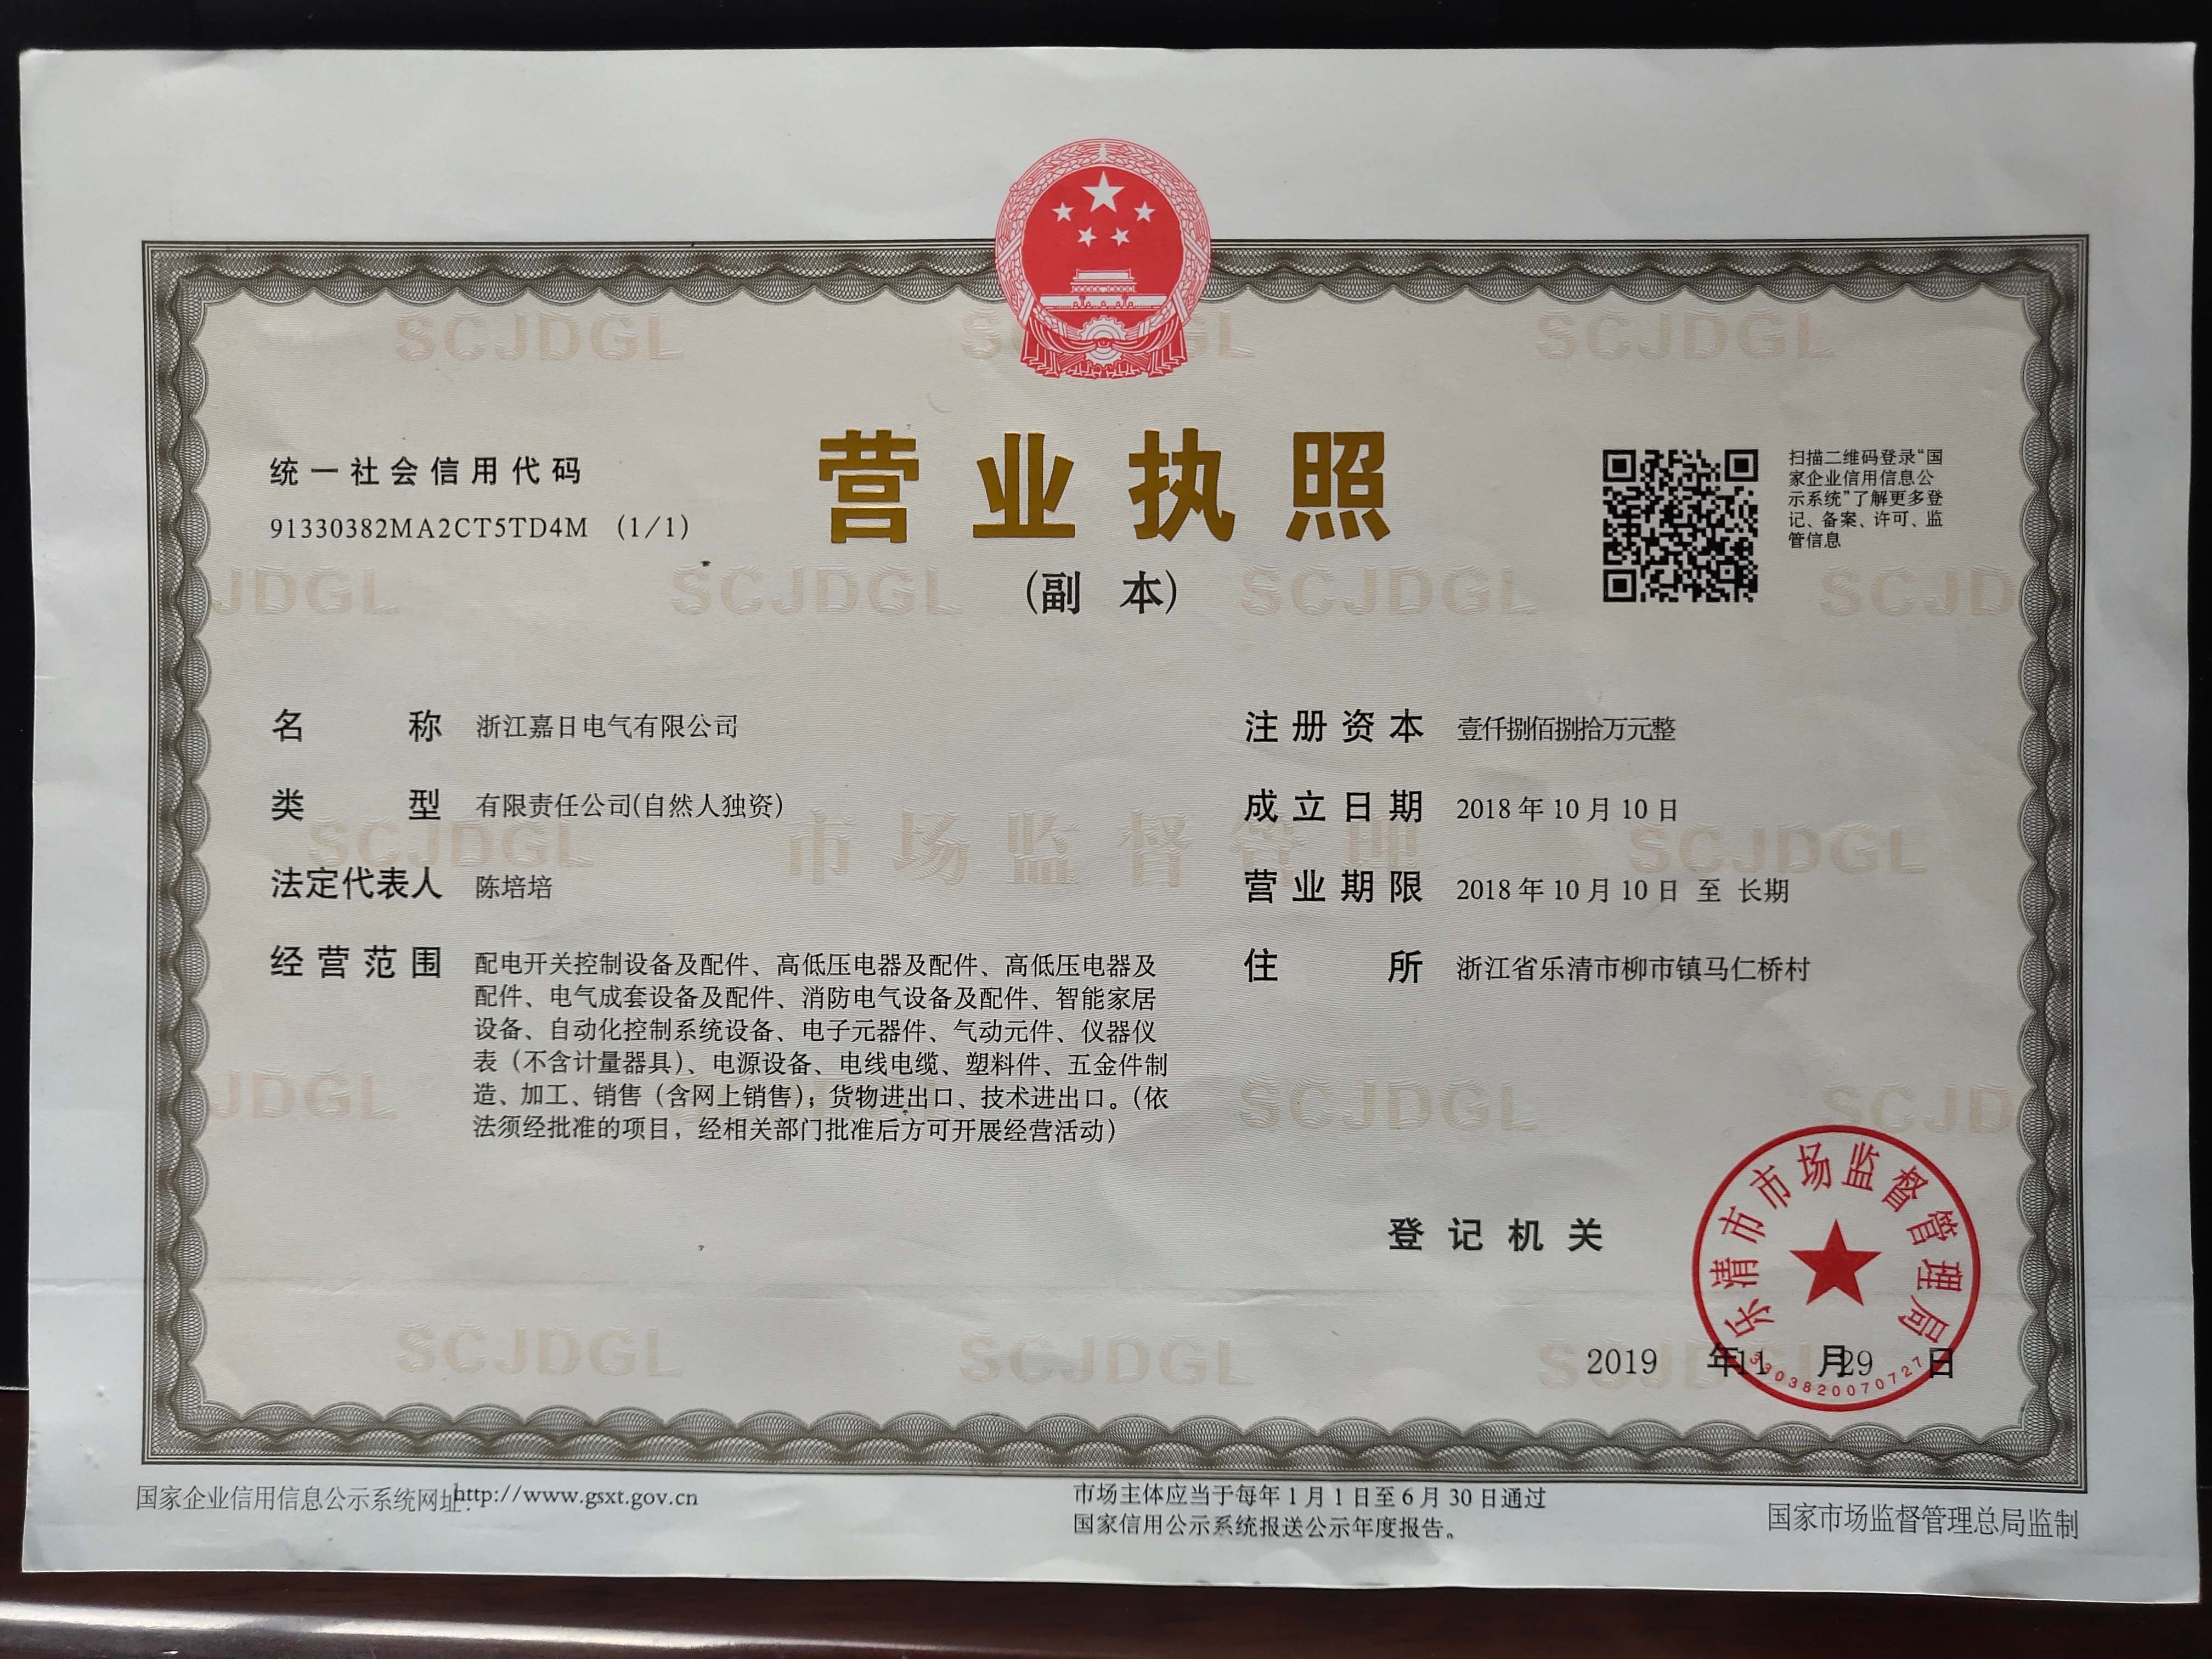 统一社会信用代码
91330382MA2CT5TD4M (1/1)
营业执照
(副 本)
扫描二维码登录“国
家企业信用信息公
示系统”了解更多登
记、备案、许可、监
管信息
名称 浙江嘉日电气有限公司
类型 有限责任公司(自然人独资)
法定代表人 陈培培
经营范围 配电开关控制设备及配件、高低压电器及配件、高低压电器及
配件、电气成套设备及配件、消防电气设备及配件、智能家居
设备、自动化控制系统设备、电子元器件、气动元件、仪器仪
表（不含计量器具）、电源设备、电线电缆、塑料件、五金件制
造、加工、销售（含网上销售）；货物进出口、技术进出口。（依
法须经批准的项目，经相关部门批准后方可开展经营活动）
注册资本 壹仟捌佰捌拾万元整
成立日期 2018年10月10日
营业期限 2018年10月10日 至 长期
住所 浙江省乐清市柳市镇马仁桥村
登记机关
乐清市市场监督管理局
3303820070727
2019 年11 月29 日
国家企业信用信息公示系统网址：http://www.gsxt.gov.cn
市场主体应当于每年1月1日至6月30日通过
国家信用公示系统报送公示年度报告。
国家市场监督管理总局监制
SCJDGL
市场监督管理